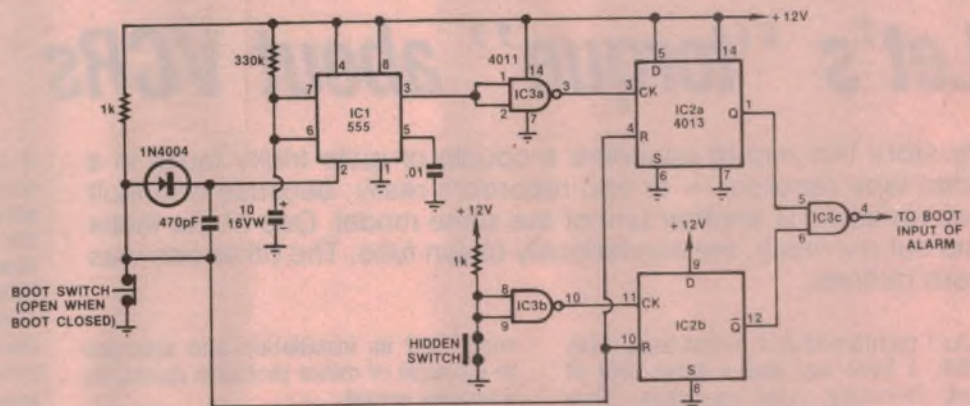 +12V
330k
4
8
4011
14
5
14
D
7
3
1
IC3a
3
3
CK
IC2a
4013
Q
1
1k
IC1
555
2
7
4
R
6
5
S
1N4004
2
1
.01
6
7
5
IC3c
4
TO BOOT
INPUT OF
ALARM
6
470pF
10
16VW
+
+12V
+12V
1k
9
D
BOOT SWITCH
(OPEN WHEN
BOOT CLOSED)
8
IC3b
10
11
CK
IC2b
Q
12
9
HIDDEN
SWITCH
10
R
S
8